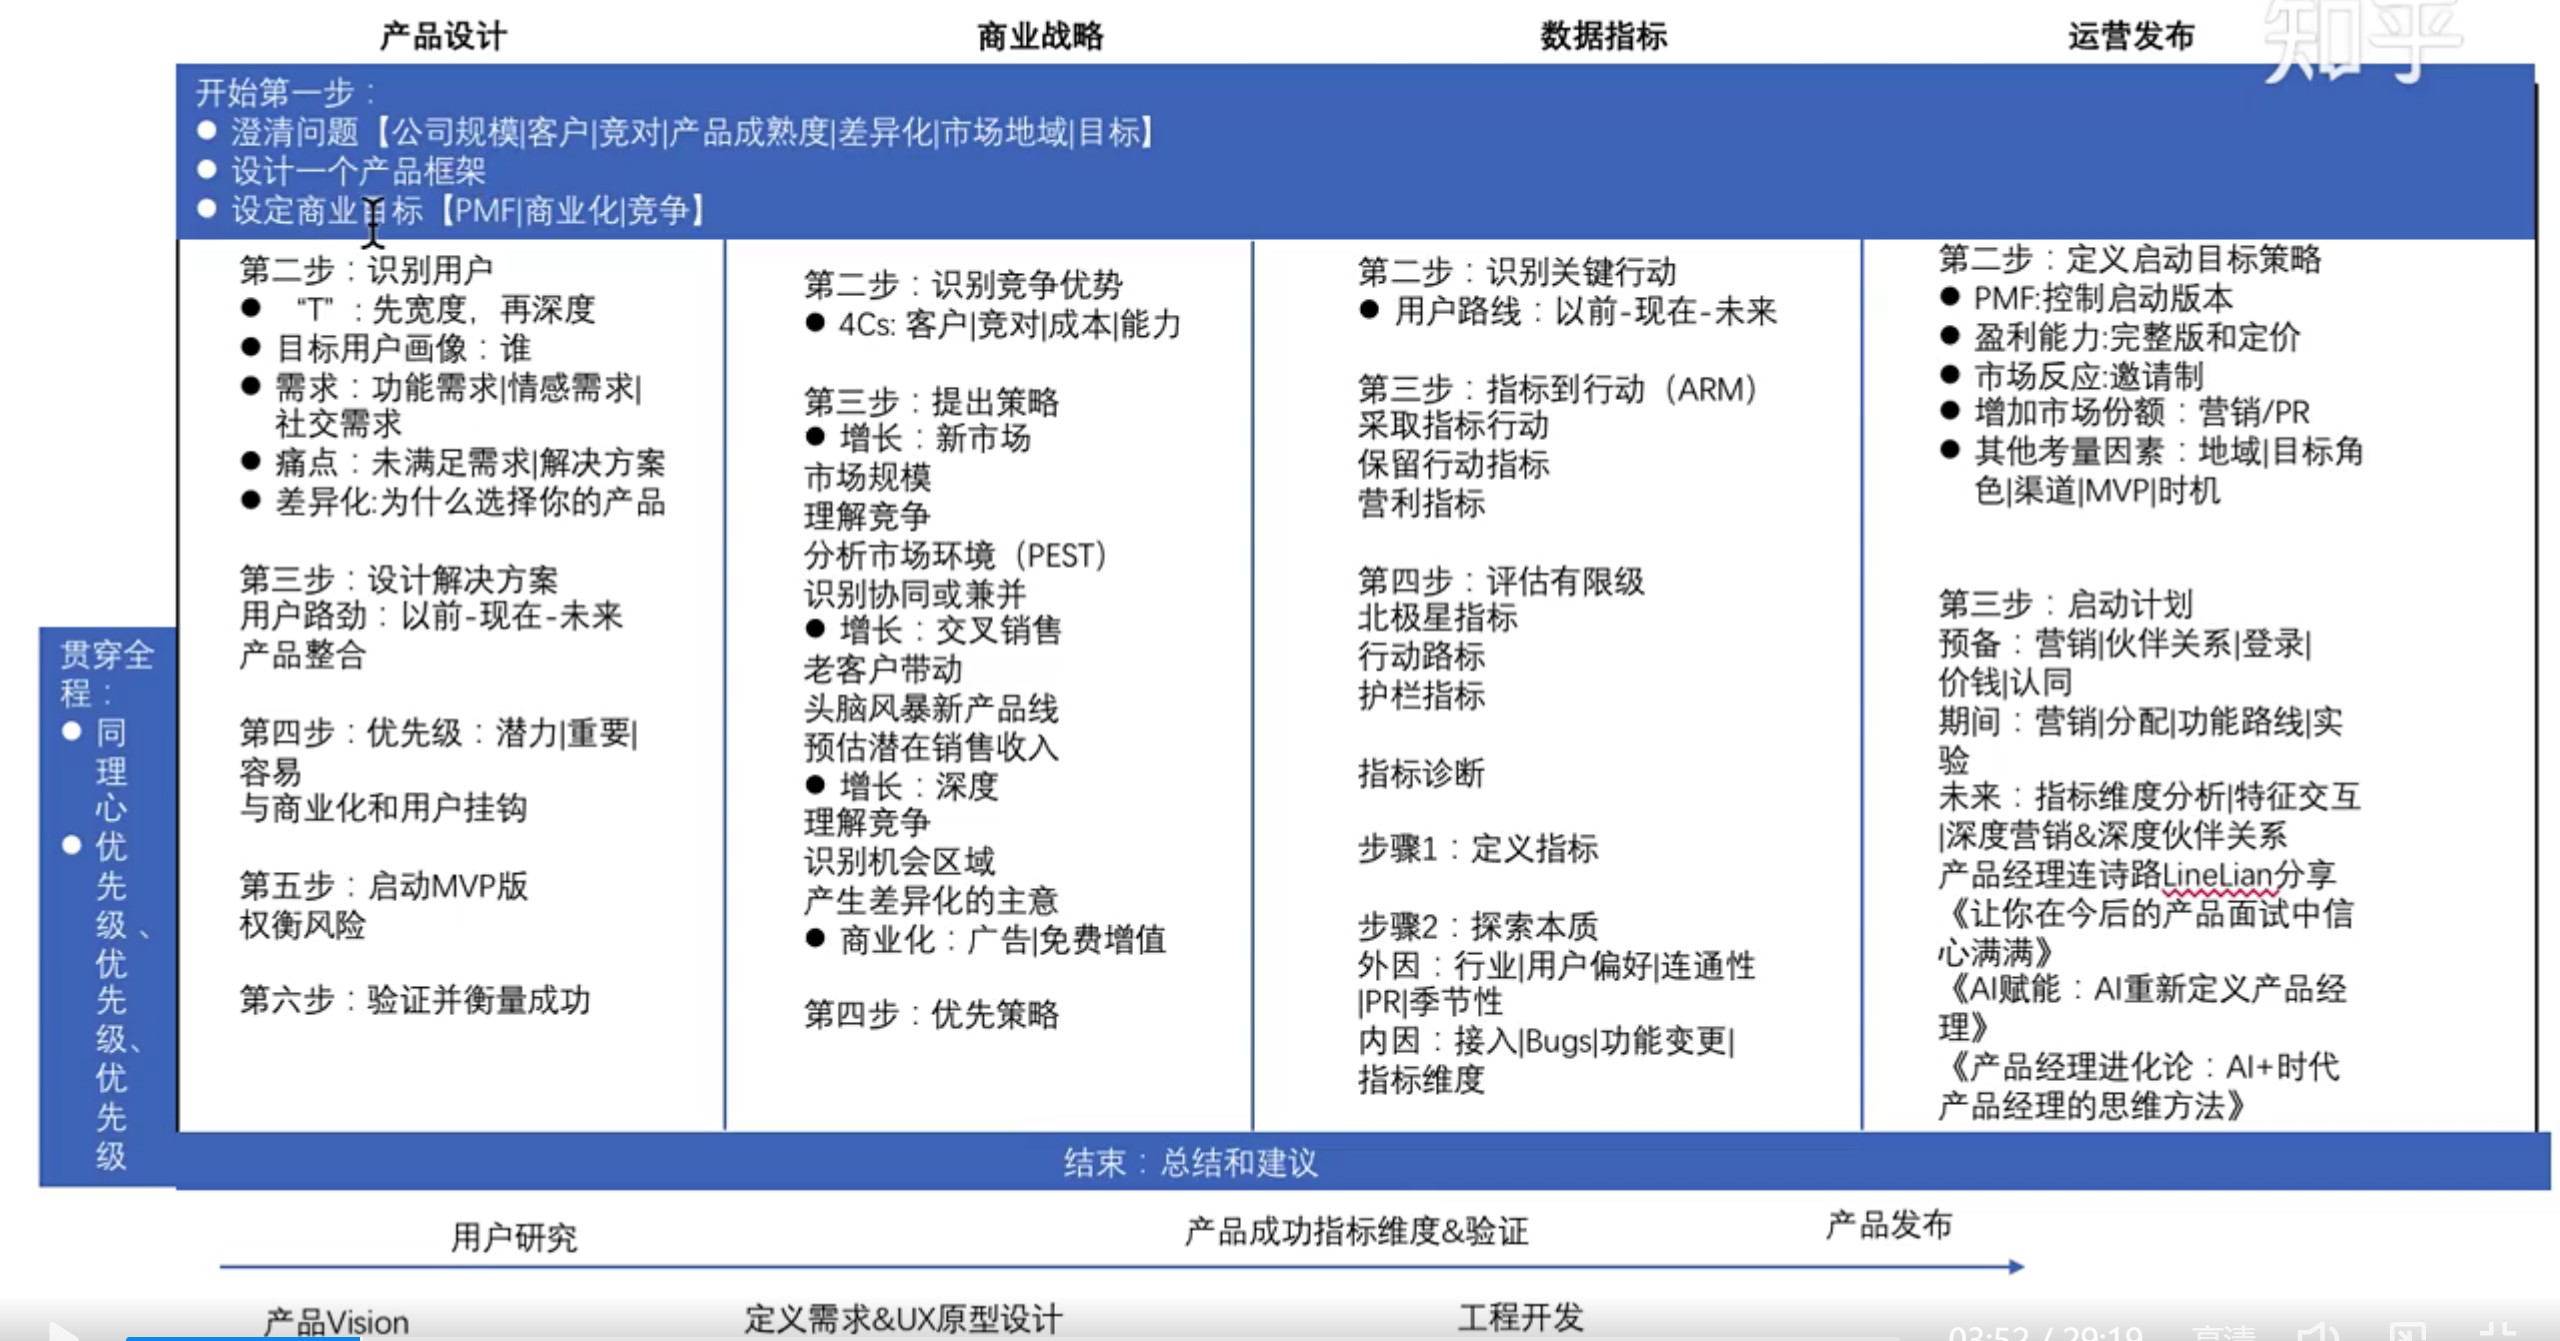 产品设计
商业战略
数据指标
运营发布
知乎
开始第一步：
● 澄清问题【公司规模|客户|竞对|产品成熟度|差异化|市场地域|目标】
● 设计一个产品框架
● 设定商业目标【PMF|商业化|竞争】
第二步：识别用户
● “T”：先宽度，再深度
● 目标用户画像：谁
● 需求：功能需求|情感需求|
社交需求
● 痛点：未满足需求|解决方案
● 差异化:为什么选择你的产品
第三步：设计解决方案
用户路劲：以前-现在-未来
产品整合
第四步：优先级：潜力|重要|
容易
与商业化和用户挂钩
第五步：启动MVP版
权衡风险
第六步：验证并衡量成功
第二步：识别竞争优势
● 4Cs: 客户|竞对|成本|能力
第三步：提出策略
● 增长：新市场
市场规模
理解竞争
分析市场环境（PEST）
识别协同或兼并
● 增长：交叉销售
老客户带动
头脑风暴新产品线
预估潜在销售收入
● 增长：深度
理解竞争
识别机会区域
产生差异化的主意
● 商业化：广告|免费增值
第四步：优先策略
第二步：识别关键行动
● 用户路线：以前-现在-未来
第三步：指标到行动（ARM）
采取指标行动
保留行动指标
营利指标
第四步：评估有限级
北极星指标
行动路标
护栏指标
指标诊断
步骤1：定义指标
步骤2：探索本质
外因：行业|用户偏好|连通性
|PR|季节性
内因：接入|Bugs|功能变更|
指标维度
第二步：定义启动目标策略
● PMF:控制启动版本
● 盈利能力:完整版和定价
● 市场反应:邀请制
● 增加市场份额：营销/PR
● 其他考量因素：地域|目标角
色|渠道|MVP|时机
第三步：启动计划
预备：营销|伙伴关系|登录|
价钱|认同
期间：营销|分配|功能路线|实
验
未来：指标维度分析|特征交互
|深度营销&深度伙伴关系
产品经理连诗路LineLian分享
《让你在今后的产品面试中信
心满满》
《AI赋能：AI重新定义产品经
理》
《产品经理进化论：AI+时代
产品经理的思维方法》
贯穿全
程：
● 同
理
心
● 优
先
级、
优
先
级、
优
先
级
结束：总结和建议
用户研究
产品成功指标维度&验证
产品发布
产品Vision
定义需求&UX原型设计
工程开发
03:52 / 29:19
高清